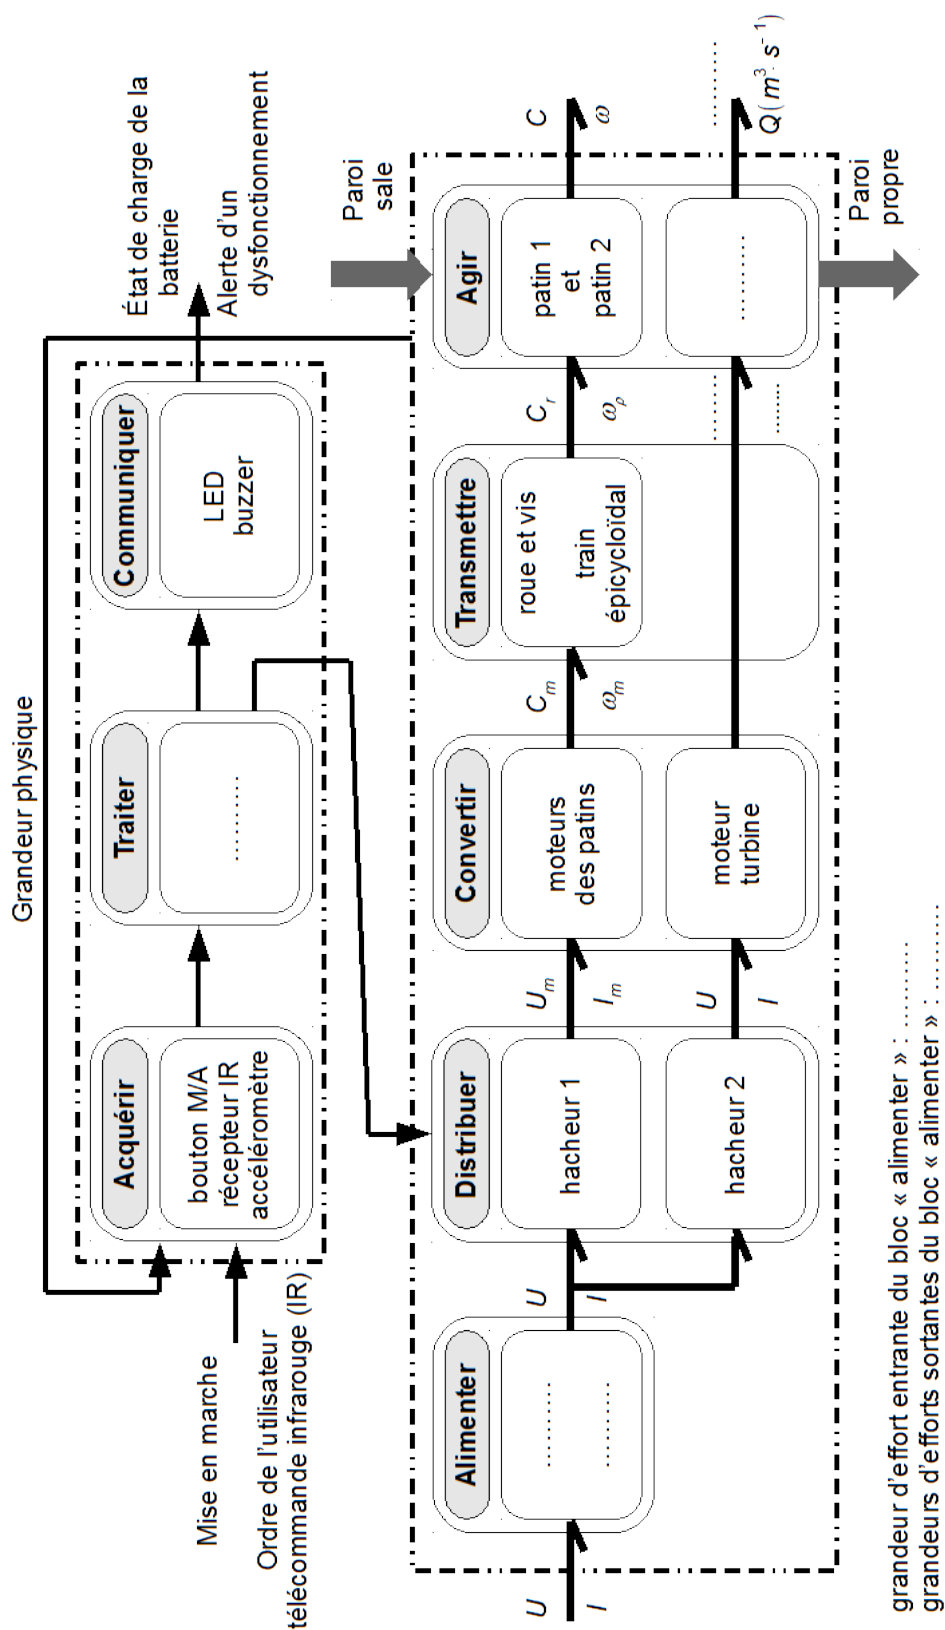 Grandeur physique
Mise en marche
Ordre de l'utilisateur
télécommande infrarouge (IR)
Acquérir
bouton M/A
récepteur IR
accéléromètre
Traiter
..........
Communiquer
LED
buzzer
État de charge de la
batterie
Alerte d'un
dysfonctionnement
Paroi
sale
U
I
Alimenter
..........
..........
U
I
Distribuer
hacheur 1
hacheur 2
U_m
I_m
U
I
Convertir
moteurs
des patins
moteur
turbine
C_m
ω_m
Transmettre
roue et vis
train
épicycloïdal
C_r
ω_ρ
........
......
Agir
patin 1
et
patin 2
..........
C
ω
..........
Q(m³·s⁻¹)
Paroi
propre
grandeur d'effort entrante du bloc « alimenter » : ..........
grandeurs d'efforts sortantes du bloc « alimenter » : ..........